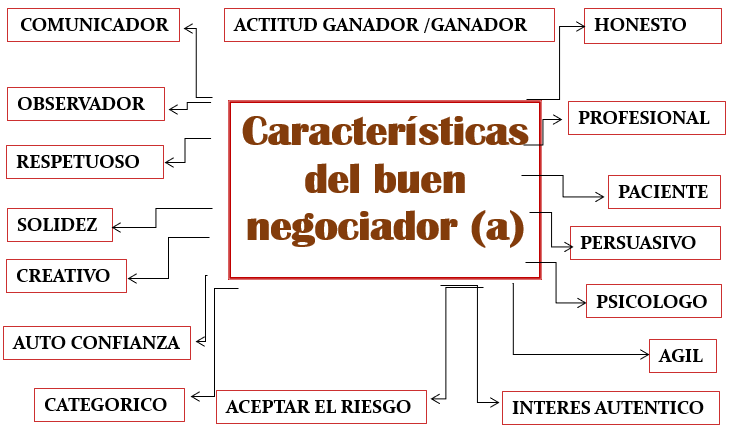 COMUNICADOR
ACTITUD GANADOR /GANADOR
HONESTO
OBSERVADOR
PROFESIONAL
Características
del buen
negociador (a)
RESPETUOSO
PACIENTE
SOLIDEZ
PERSUASIVO
CREATIVO
PSICOLOGO
AUTO CONFIANZA
AGIL
CATEGORICO
ACEPTAR EL RIESGO
INTERES AUTENTICO